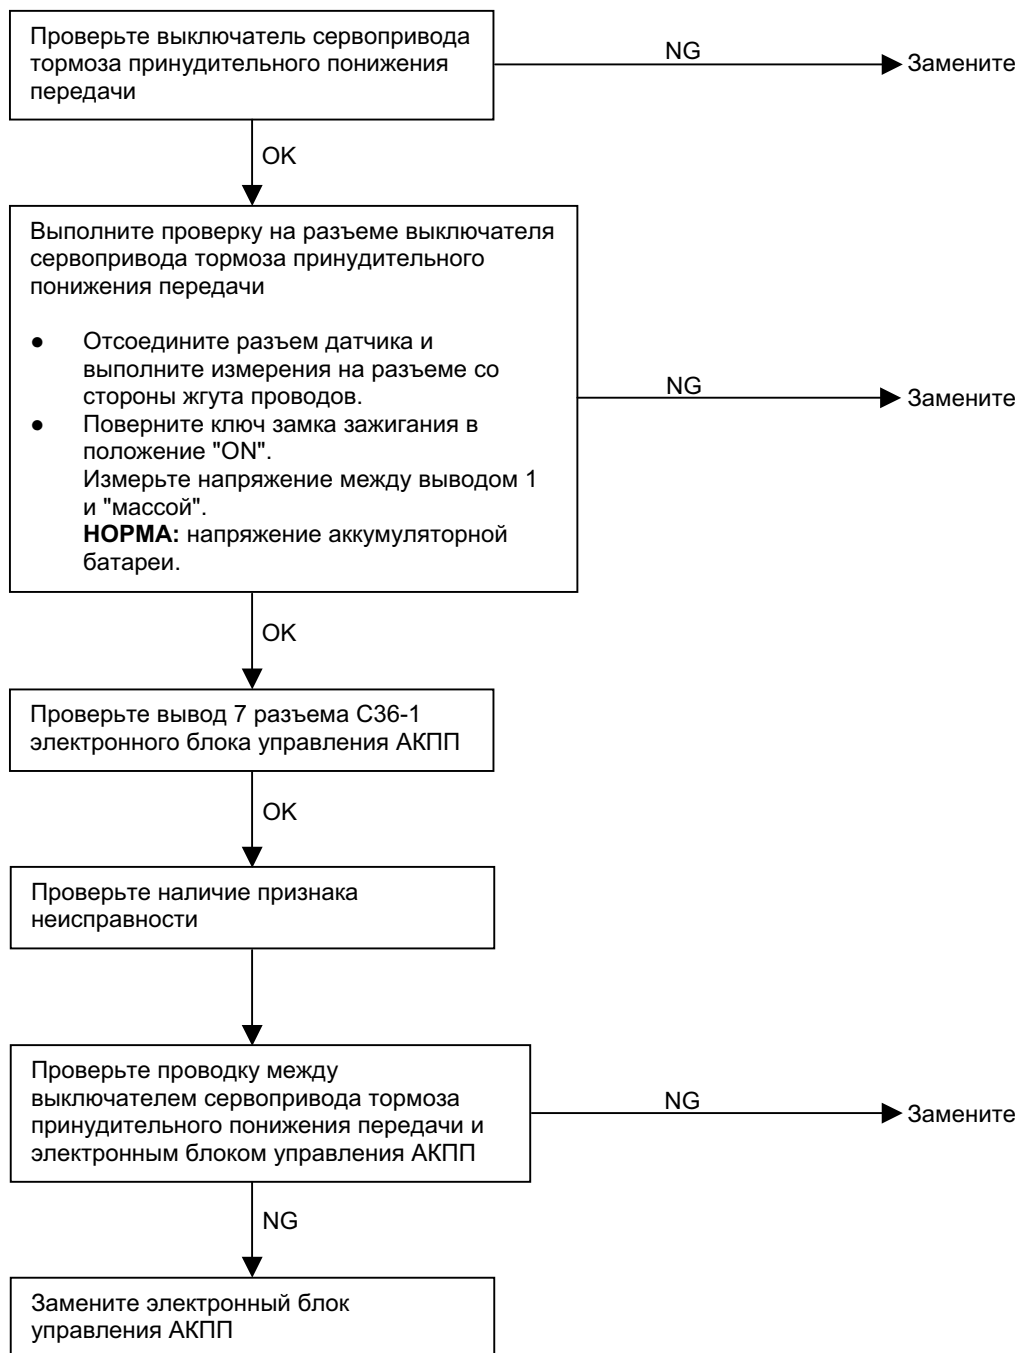 Проверьте выключатель сервопривода
тормоза принудительного понижения
передачи
NG
Замените
OK
Выполните проверку на разъеме выключателя
сервопривода тормоза принудительного
понижения передачи
● Отсоедините разъем датчика и
выполните измерения на разъеме со
стороны жгута проводов.
● Поверните ключ замка зажигания в
положение "ON".
Измерьте напряжение между выводом 1
и "массой".
НОРМА: напряжение аккумуляторной
батареи.
NG
Замените
OK
Проверьте вывод 7 разъема C36-1
электронного блока управления АКПП
OK
Проверьте наличие признака
неисправности
Проверьте проводку между
выключателем сервопривода тормоза
принудительного понижения передачи и
электронным блоком управления АКПП
NG
Замените
NG
Замените электронный блок
управления АКПП